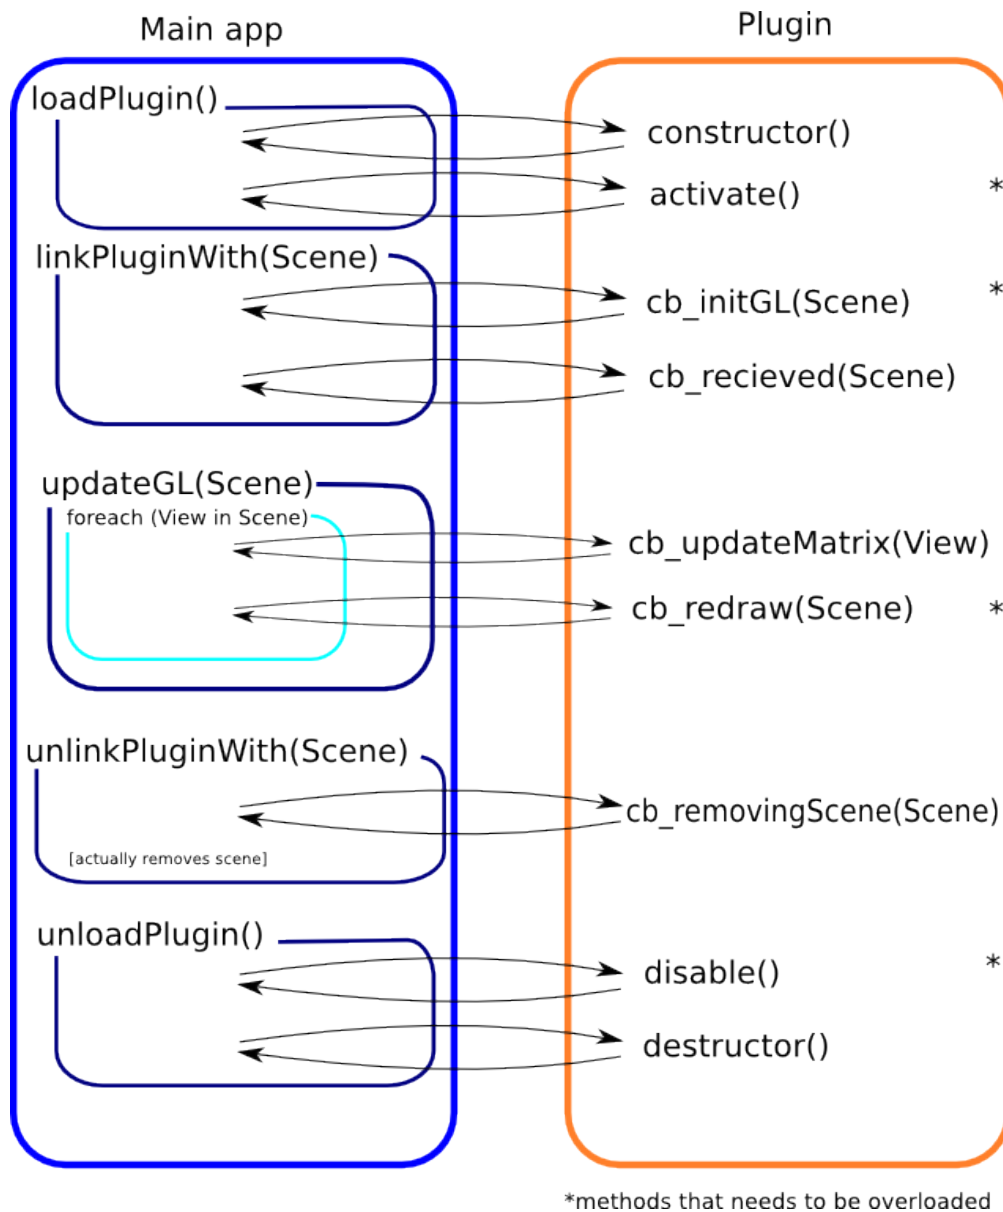 Main app
Plugin
loadPlugin()
constructor()
activate() *
linkPluginWith(Scene)
cb_initGL(Scene) *
cb_recieved(Scene)
updateGL(Scene)
foreach (View in Scene)
cb_updateMatrix(View)
cb_redraw(Scene) *
unlinkPluginWith(Scene)
cb_removingScene(Scene)
[actually removes scene]
unloadPlugin()
disable() *
destructor()
*methods that needs to be overloaded